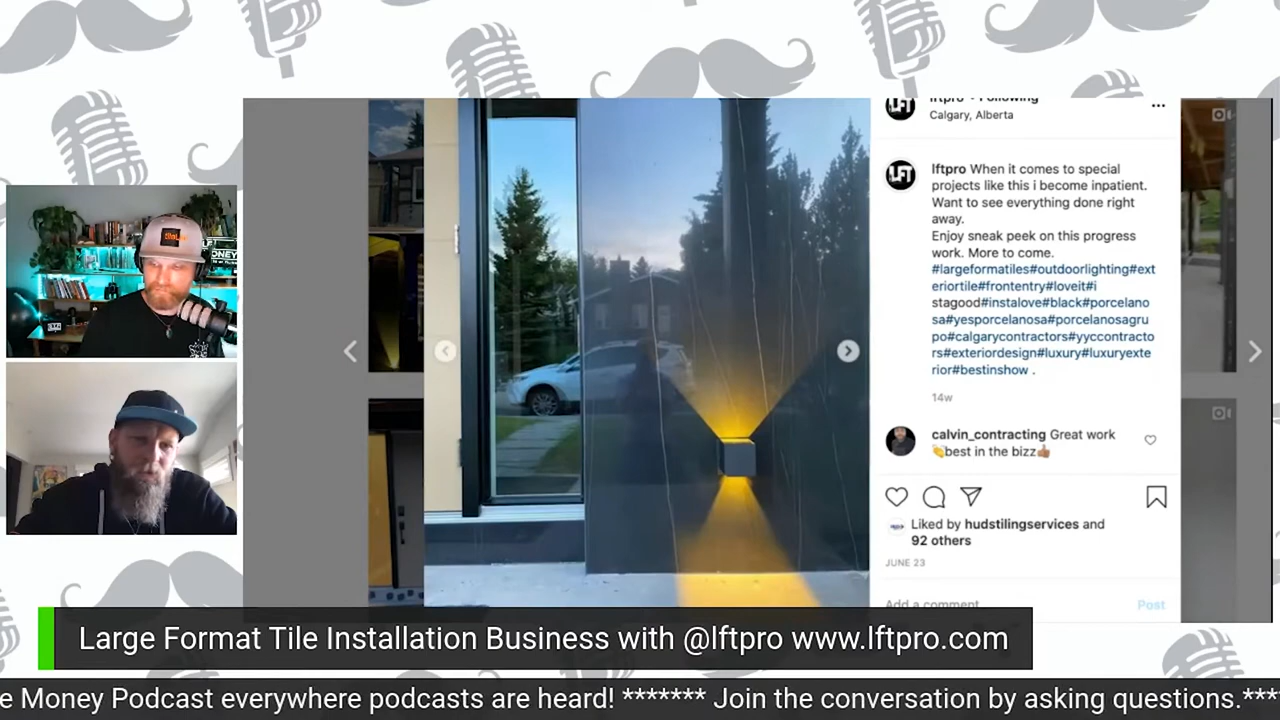 lftpro • Following
Calgary, Alberta
LFT
lftpro When it comes to special
projects like this i become inpatient.
Want to see everything done right
away.
Enjoy sneak peek on this progress
work. More to come.
#largeformatiles#outdoorlighting#ext
eriortile#frontentry#loveit#i
stagood#instalove#black#porcelano
sa#yesporcelanosa#porcelanosagru
po#calgarycontractors#yyccontracto
rs#exteriordesign#luxury#luxuryexte
rior#bestinshow .
14w
calvin_contracting Great work
👏best in the bizz👍🏽
Liked by hudstilingservices and
92 others
JUNE 23
Add a comment
Post
Large Format Tile Installation Business with @lftpro www.lftpro.com
e Money Podcast everywhere podcasts are heard! ******* Join the conversation by asking questions.****